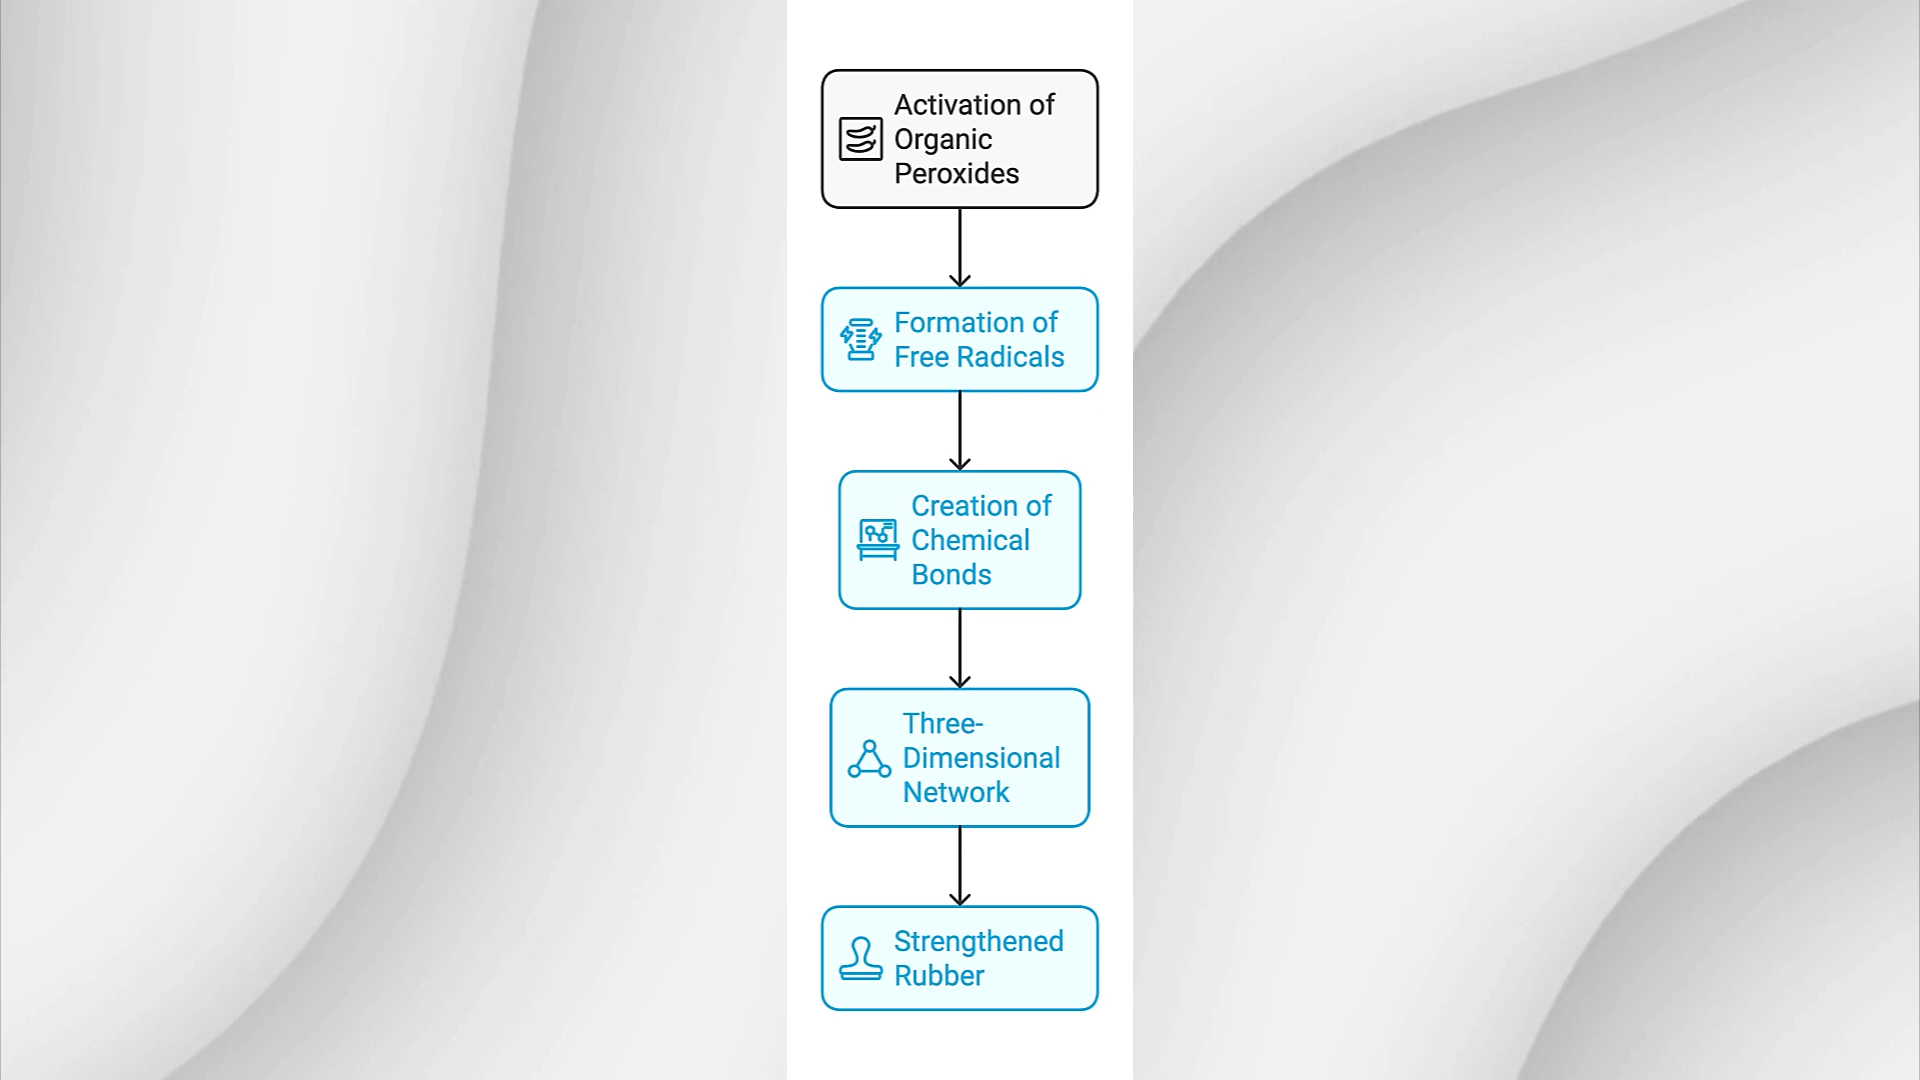 Activation of
Organic
Peroxides
Formation of
Free Radicals
Creation of
Chemical
Bonds
Three-
Dimensional
Network
Strengthened
Rubber